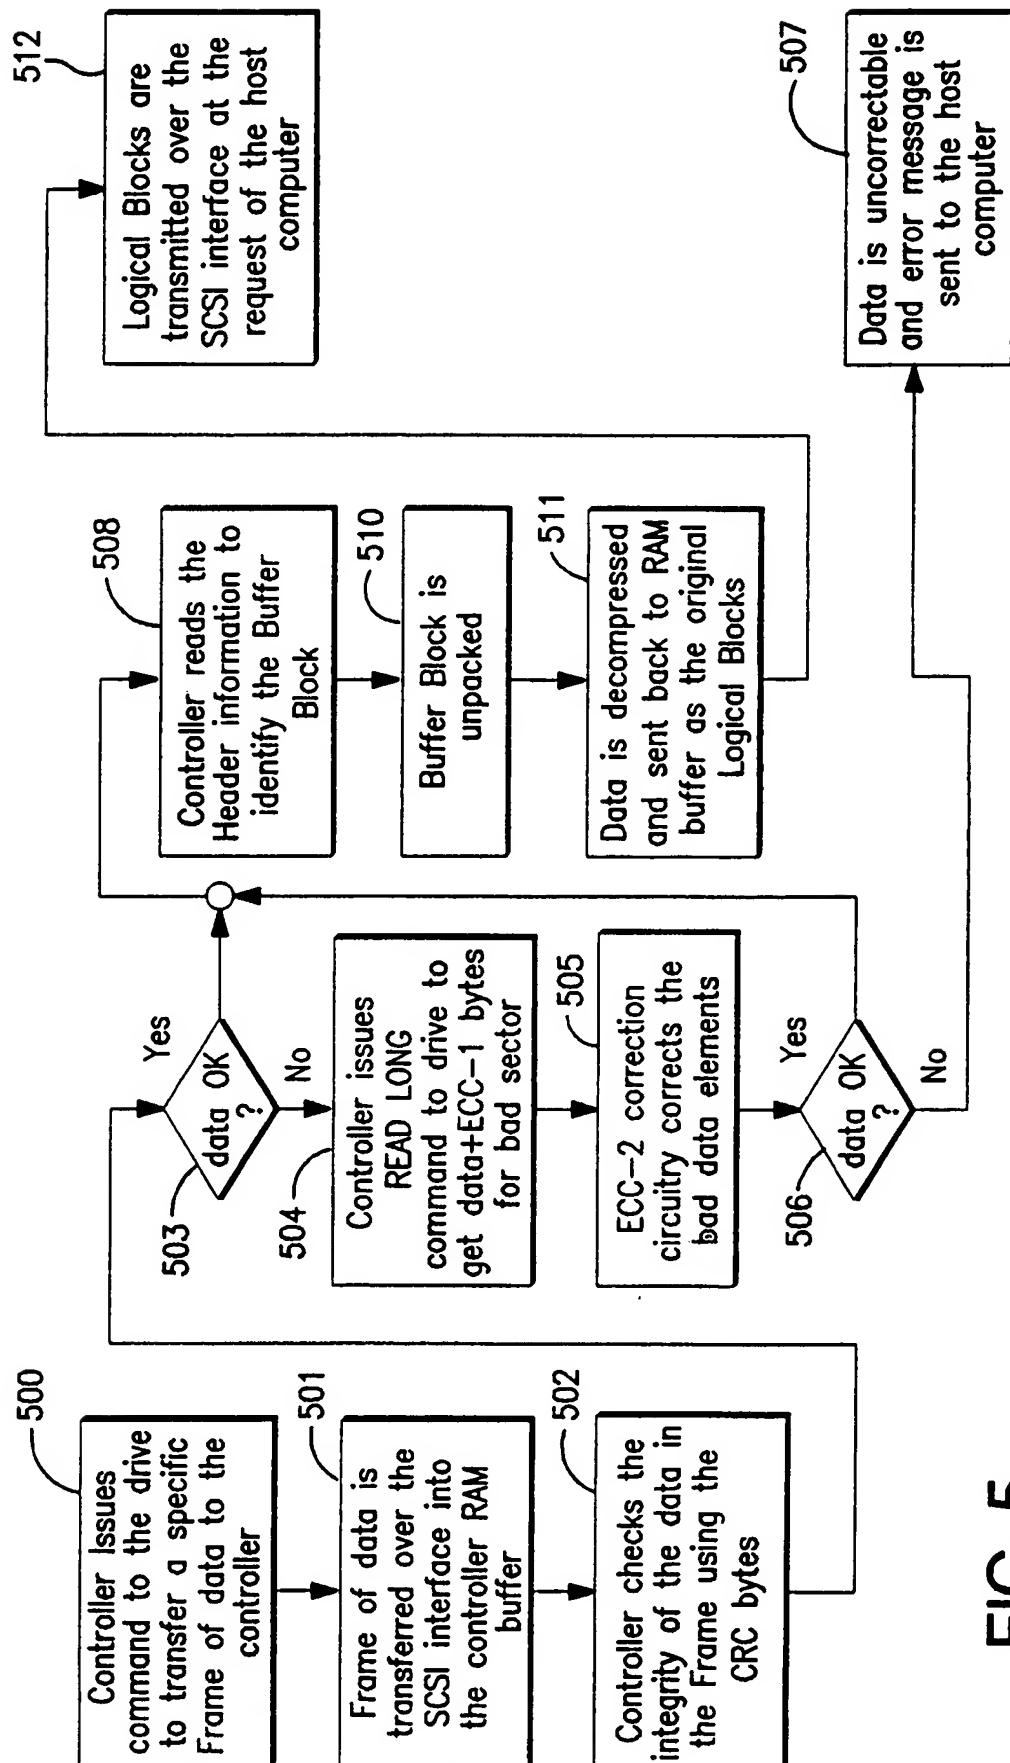 500
Controller Issues
command to the drive
to transfer a specific
Frame of data to the
controller
501
Frame of data is
transferred over the
SCSI interface into
the controller RAM
buffer
502
Controller checks the
integrity of the data in
the Frame using the
CRC bytes
503
data OK
?
Yes
No
504
Controller issues
READ LONG
command to drive to
get data+ECC-1 bytes
for bad sector
505
ECC-2 correction
circuitry corrects the
bad data elements
506
data OK
?
Yes
No
508
Controller reads the
Header information to
identify the Buffer
Block
510
Buffer Block is
unpacked
511
Data is decompressed
and sent back to RAM
buffer as the original
Logical Blocks
512
Logical Blocks are
transmitted over the
SCSI interface at the
request of the host
computer
507
Data is uncorrectable
and error message is
sent to the host
computer
FIG. 5